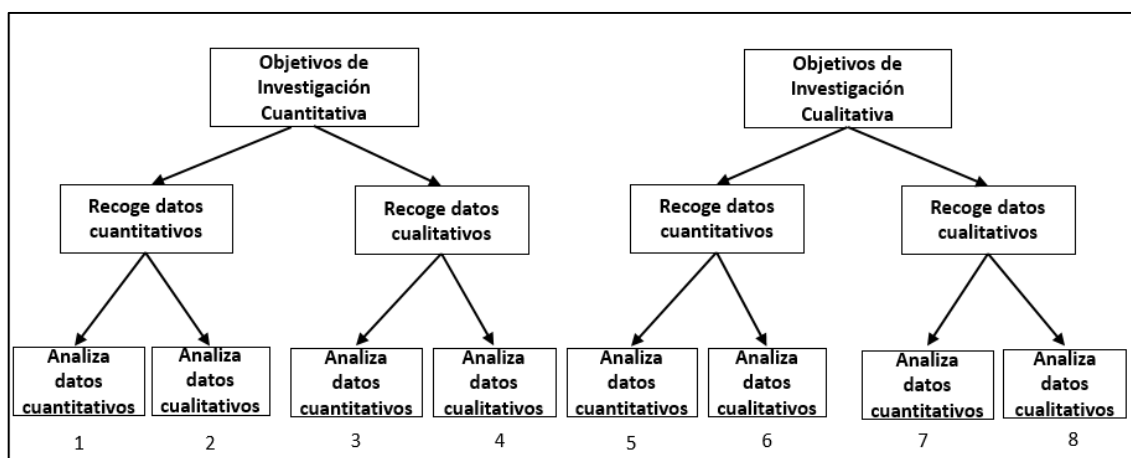 Objetivos de
Investigación
Cuantitativa
Objetivos de
Investigación
Cualitativa
Recoge datos
cuantitativos
Recoge datos
cualitativos
Recoge datos
cuantitativos
Recoge datos
cualitativos
Analiza
datos
cuantitativos
Analiza
datos
cualitativos
Analiza
datos
cuantitativos
Analiza
datos
cualitativos
Analiza
datos
cuantitativos
Analiza
datos
cualitativos
Analiza
datos
cuantitativos
Analiza
datos
cualitativos
1
2
3
4
5
6
7
8